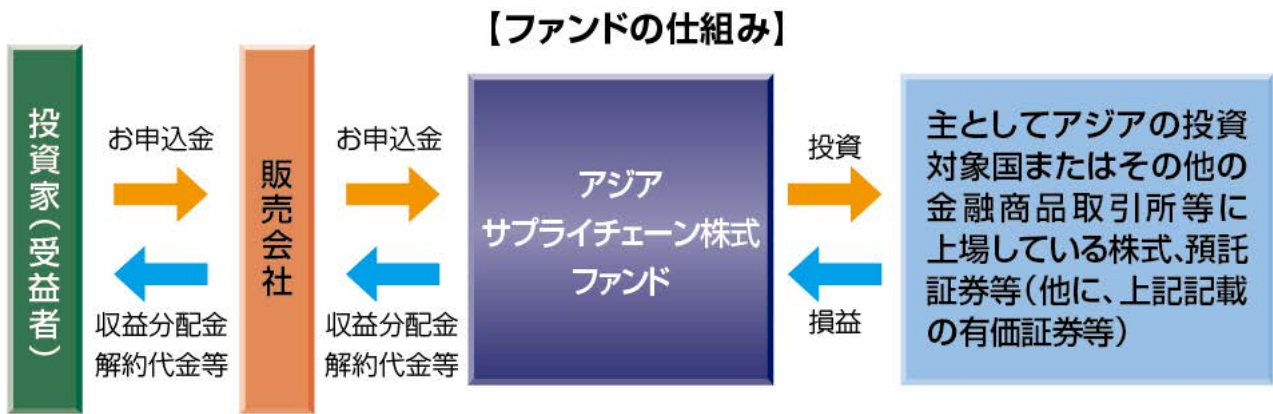 【ファンドの仕組み】
投資家(受益者)
お申込金
収益分配金
解約代金等
販売会社
お申込金
収益分配金
解約代金等
アジア
サプライチェーン株式
ファンド
投資
損益
主としてアジアの投資
対象国またはその他の
金融商品取引所等に
上場している株式、預託
証券等(他に、上記記載
の有価証券等)